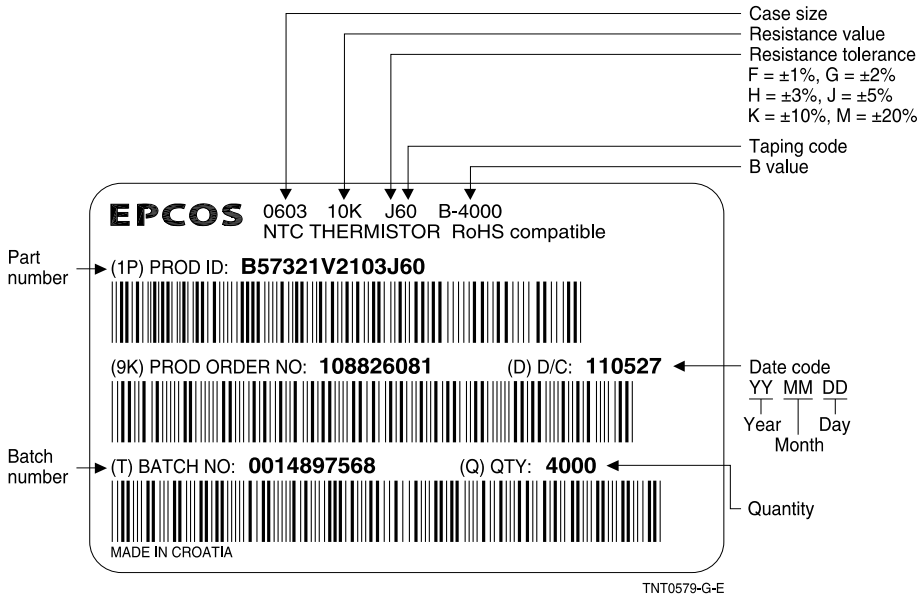 Case size
Resistance value
Resistance tolerance
F = ±1%, G = ±2%
H = ±3%, J = ±5%
K = ±10%, M = ±20%
Taping code
B value
EPCOS 0603 10K J60 B-4000
NTC THERMISTOR RoHS compatible
Part
number
(1P) PROD ID: B57321V2103J60
(9K) PROD ORDER NO: 108826081 (D) D/C: 110527
Date code
YY MM DD
Year Day
Month
Batch
number
(T) BATCH NO: 0014897568 (Q) QTY: 4000
Quantity
MADE IN CROATIA
TNT0579-G-E